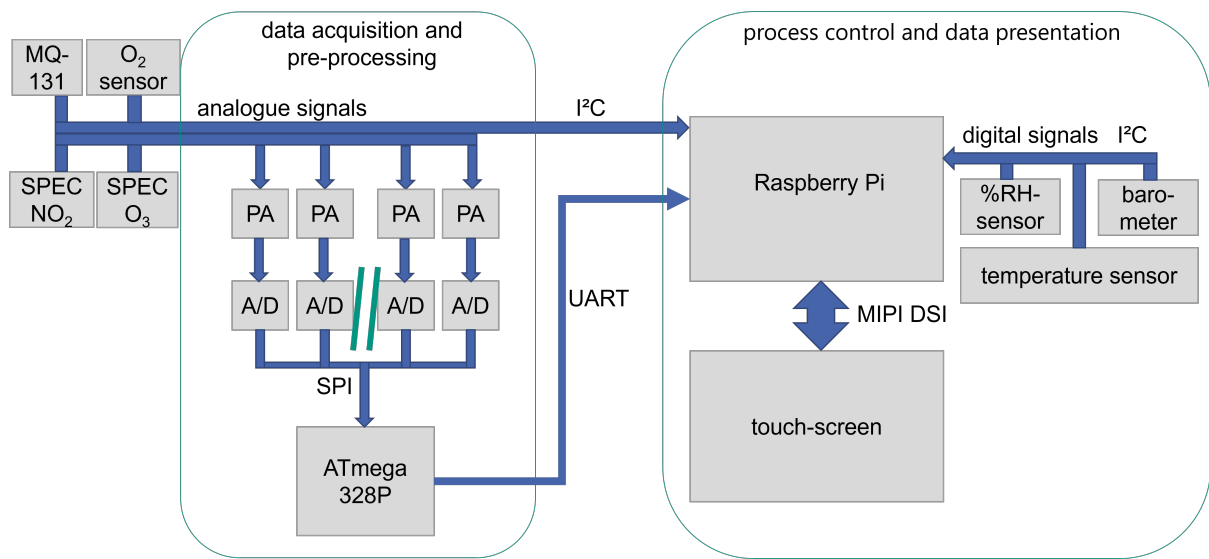 data acquisition and
pre-processing
process control and data presentation
MQ-
131
O₂
sensor
analogue signals
I²C
SPEC
NO₂
SPEC
O₃
PA
PA
PA
PA
A/D
A/D
A/D
A/D
SPI
ATmega
328P
UART
Raspberry Pi
digital signals I²C
%RH-
sensor
baro-
meter
temperature sensor
MIPI DSI
touch-screen